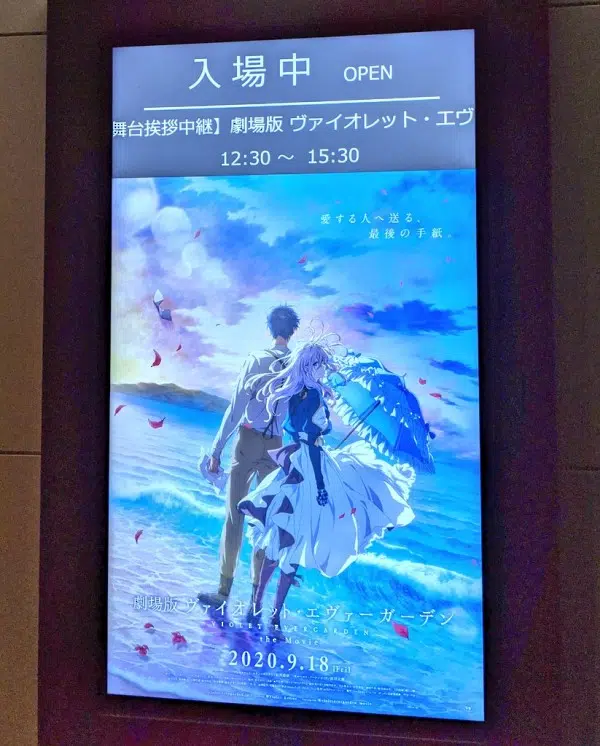 入場中 OPEN
舞台挨拶中継】劇場版 ヴァイオレット・エヴ
12:30 ～ 15:30
愛する人へ送る、
最後の手紙。
劇場版 ヴァイオレット・エヴァーガーデン
VIOLET EVERGARDEN
the Movie
2020.9.18 [Fri]